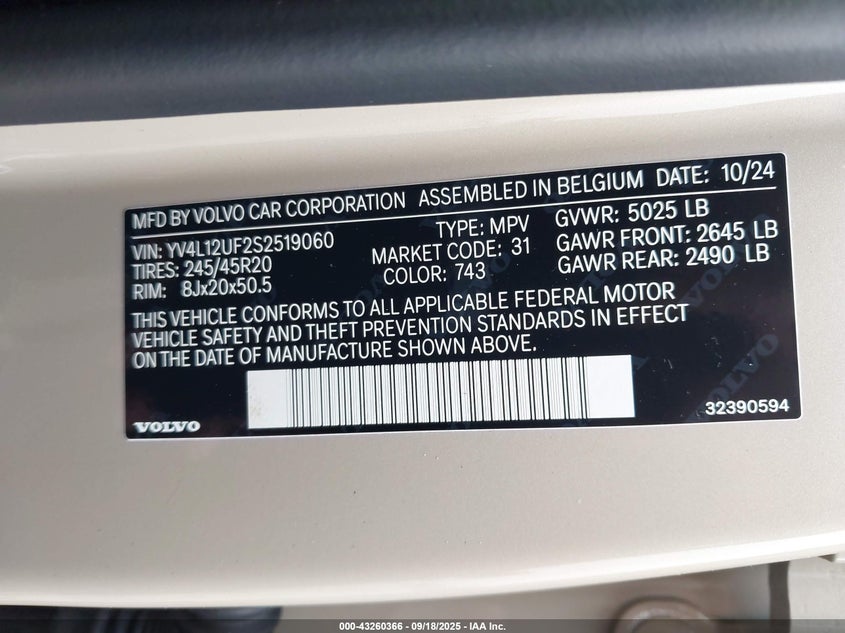 MFD BY VOLVO CAR CORPORATION ASSEMBLED IN BELGIUM DATE: 10/24
VIN: YV4L12UF2S2519060 TYPE: MPV GVWR: 5025 LB
TIRES: 245/45R20 MARKET CODE: 31 GAWR FRONT: 2645 LB
RIM: 8Jx20x50.5 COLOR: 743 GAWR REAR: 2490 LB
THIS VEHICLE CONFORMS TO ALL APPLICABLE FEDERAL MOTOR
VEHICLE SAFETY AND THEFT PREVENTION STANDARDS IN EFFECT
ON THE DATE OF MANUFACTURE SHOWN ABOVE.
VOLVO 32390594
000-43260366 - 09/18/2025 - IAA Inc.